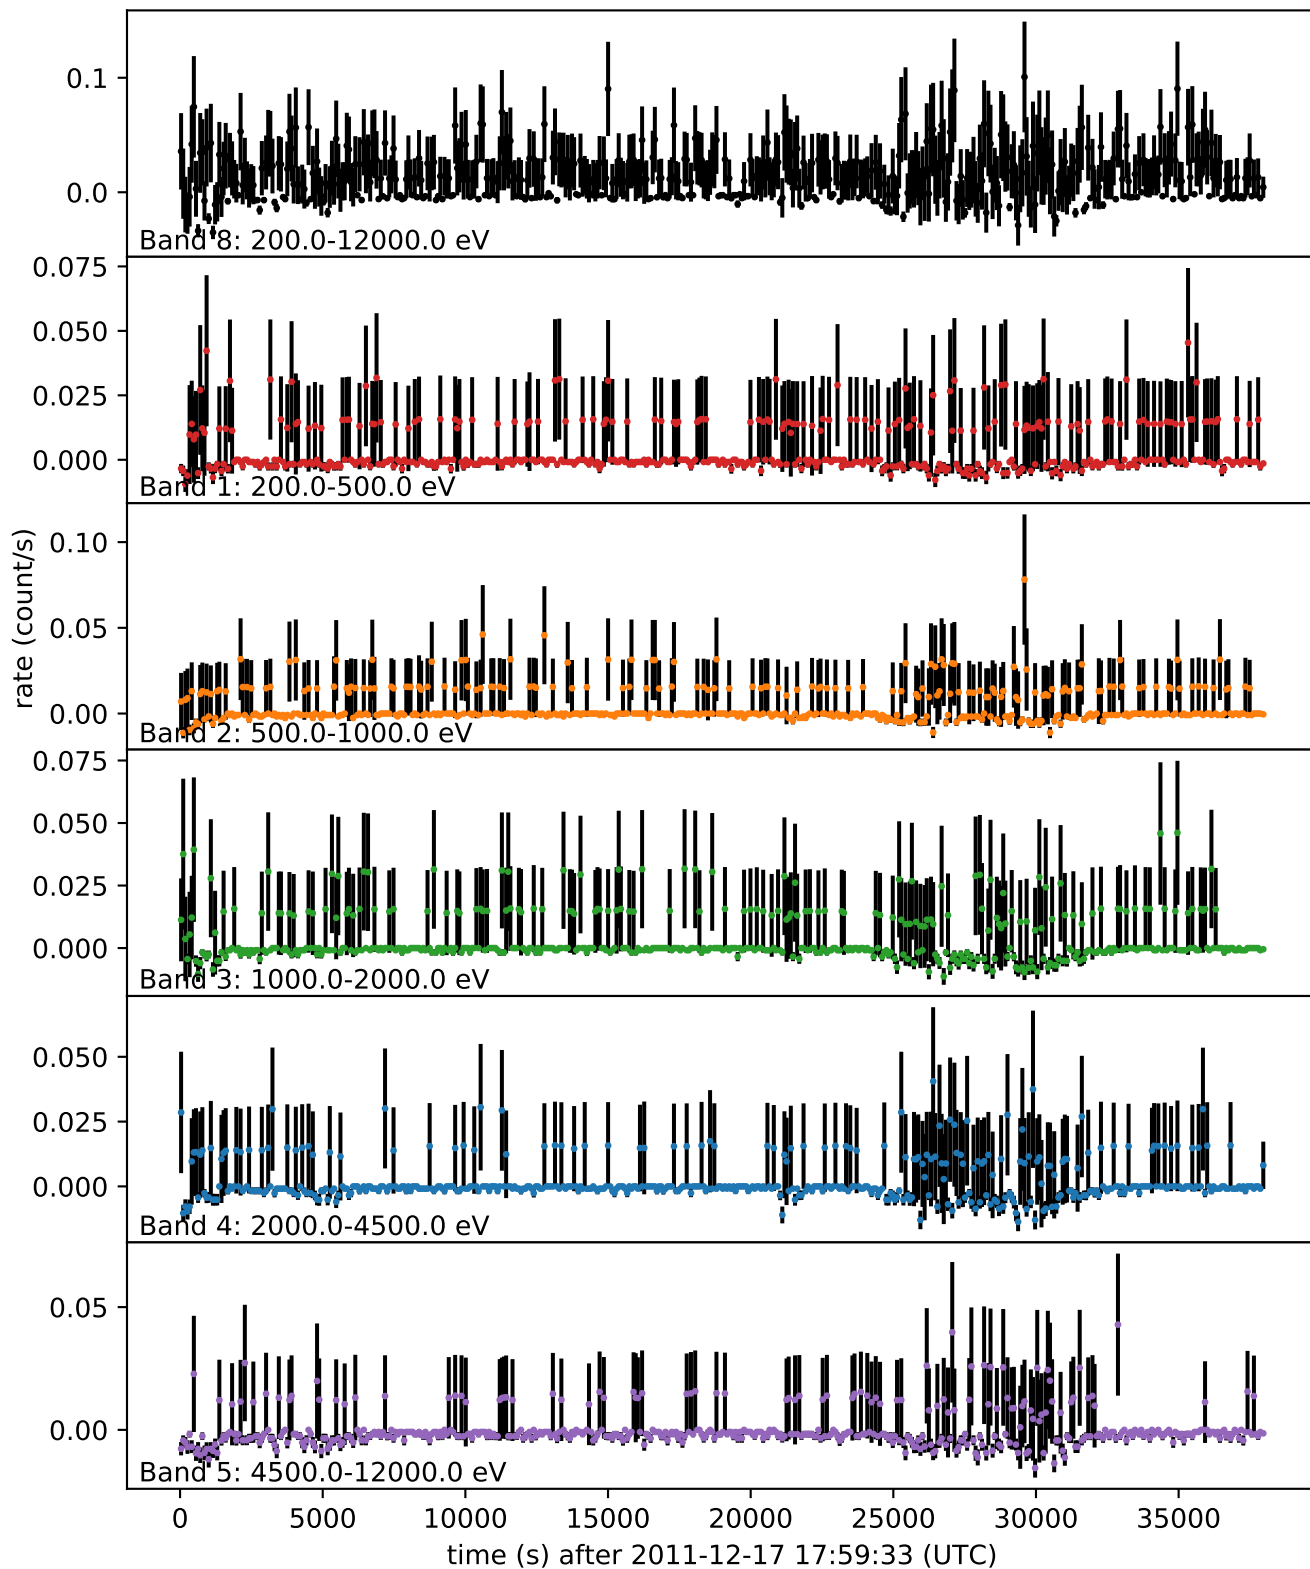 0.1
0.0
Band 8: 200.0-12000.0 eV
0.075
0.050
0.025
0.000
Band 1: 200.0-500.0 eV
rate (count/s)
0.10
0.05
0.00
Band 2: 500.0-1000.0 eV
0.075
0.050
0.025
0.000
Band 3: 1000.0-2000.0 eV
0.050
0.025
0.000
Band 4: 2000.0-4500.0 eV
0.05
0.00
Band 5: 4500.0-12000.0 eV
0 5000 10000 15000 20000 25000 30000 35000
time (s) after 2011-12-17 17:59:33 (UTC)